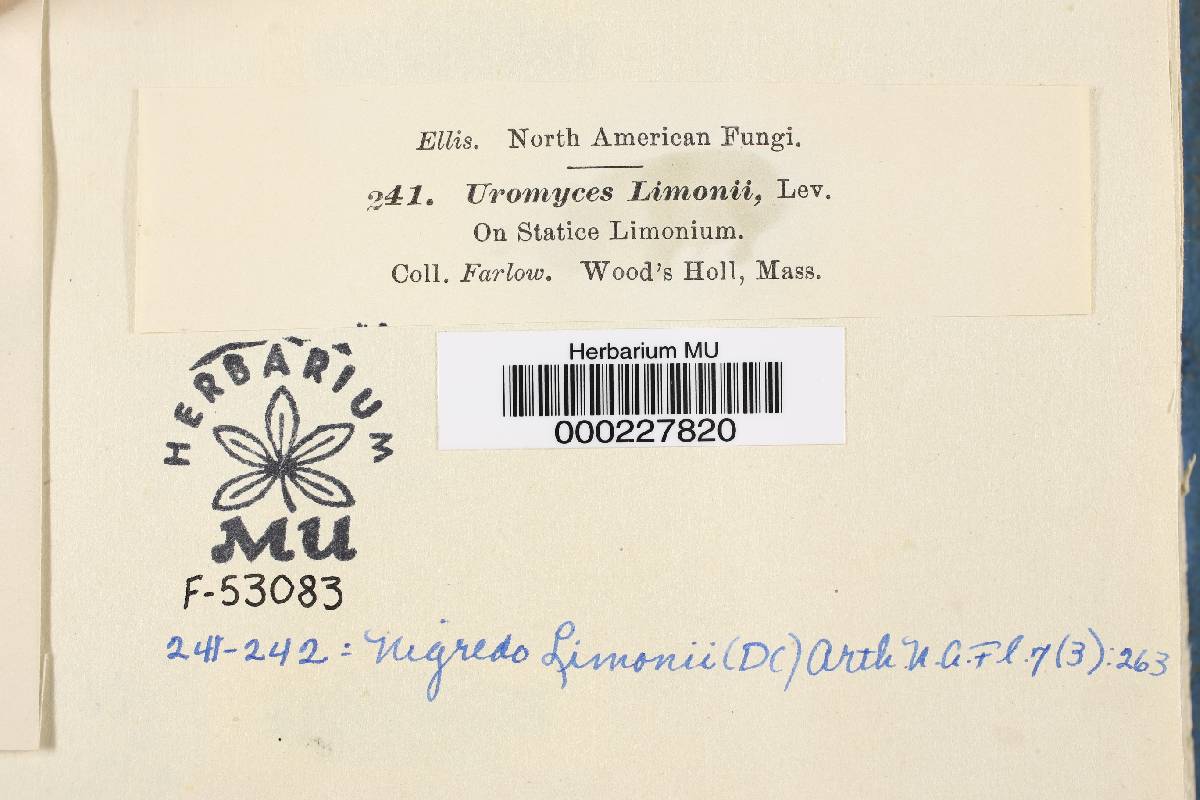 Ellis. North American Fungi.
241. Uromyces Limonii, Lev.
On Statice Limonium.
Coll. Farlow. Wood's Holl, Mass.
HERBARIUM
MU
Herbarium MU
000227820
F-53083
241-242 = Nigredo Limonii (DC) Arth. N.A.Fl. 7(3):263